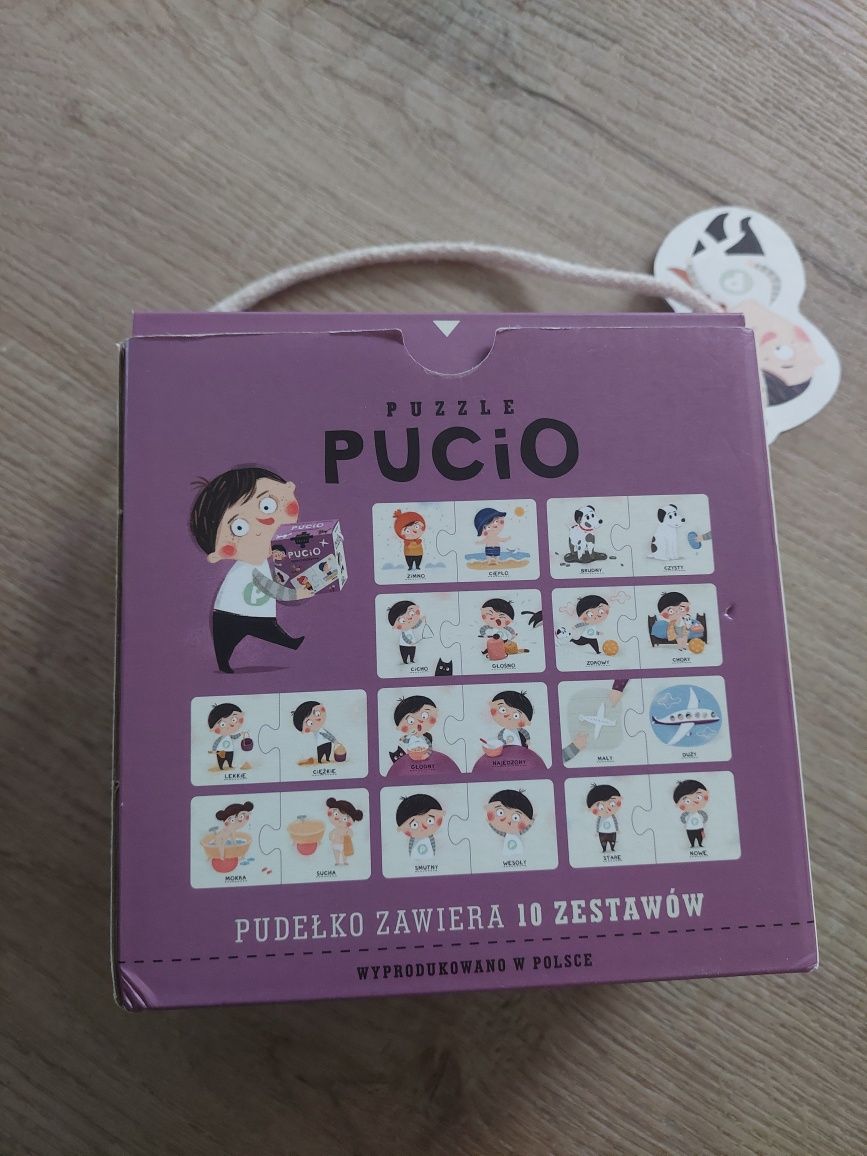 PUZZLE
PUCiO
PUCiO
PUCiO
ZIMNO CIEPŁO BRUDNY CZYSTY
CICHO GŁOŚNO ZDROWY CHORY
LEKKIE CIĘŻKIE GŁODNY NAJEDZONY MAŁY DUŻY
MOKRA SUCHA SMUTNY WESOŁY STARE NOWE
PUDEŁKO ZAWIERA 10 ZESTAWÓW
WYPRODUKOWANO W POLSCE